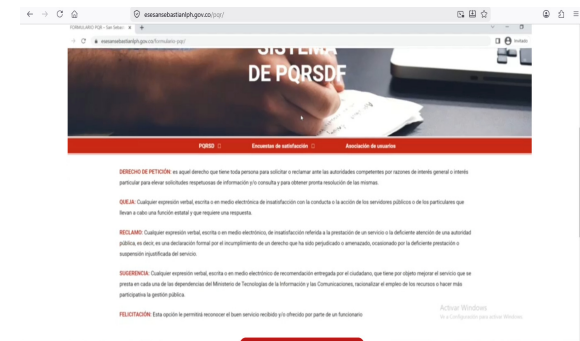 esesansebastianlph.gov.co/pqr/
FORMULARIO PQR – San Sebas
esesansebastianlph.gov.co/formulario-pqr/
Invitado
SISTEMA
DE PQRSDF
PQRSD
Encuestas de satisfacción
Asociación de usuarios
DERECHO DE PETICIÓN: es aquel derecho que tiene toda persona para solicitar o reclamar ante las autoridades competentes por razones de interés general o interés
particular para elevar solicitudes respetuosas de información y/o consulta y para obtener pronta resolución de las mismas.
QUEJA: Cualquier expresión verbal, escrita o en medio electrónico de insatisfacción con la conducta o la acción de los servidores públicos o de los particulares que
llevan a cabo una función estatal y que requiere una respuesta.
RECLAMO: Cualquier expresión verbal, escrita o en medio electrónico, de insatisfacción referida a la prestación de un servicio o la deficiente atención de una autoridad
pública, es decir, es una declaración formal por el incumplimiento de un derecho que ha sido perjudicado o amenazado, ocasionado por la deficiente prestación o
suspensión injustificada del servicio.
SUGERENCIA: Cualquier expresión verbal, escrita o en medio electrónico de recomendación entregada por el ciudadano, que tiene por objeto mejorar el servicio que se
presta en cada una de las dependencias del Ministerio de Tecnologías de la Información y las Comunicaciones, racionalizar el empleo de los recursos o hacer más
participativa la gestión pública.
FELICITACIÓN: Esta opción le permitirá reconocer el buen servicio recibido y/o ofrecido por parte de un funcionario
Activar Windows
Ve a Configuración para activar Windows.